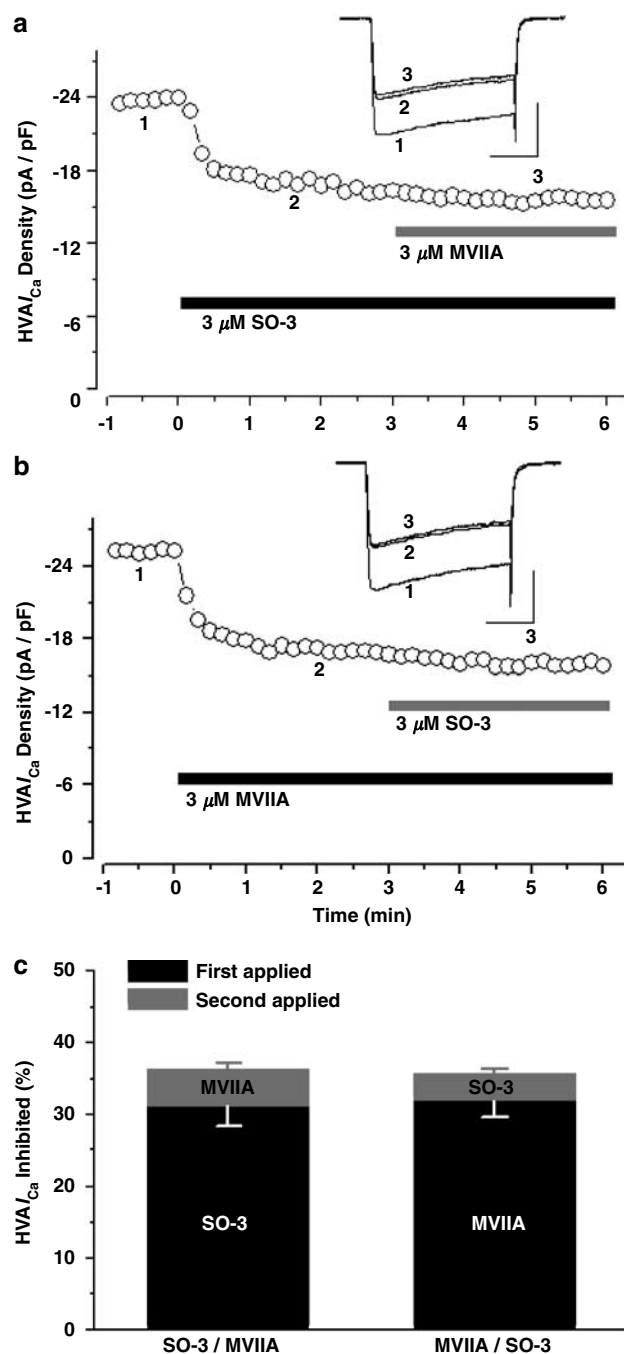 a
HVAI_Ca Density (pA / pF)
-24
-18
-12
-6
0
1
2
3
3
2
1
3 μM MVIIA
3 μM SO-3
-1 0 1 2 3 4 5 6
b
HVAI_Ca Density (pA / pF)
-24
-18
-12
-6
0
1
2
3
3
2
1
3 μM SO-3
3 μM MVIIA
-1 0 1 2 3 4 5 6
Time (min)
c
HVAI_Ca Inhibited (%)
50
40
30
20
10
0
First applied
Second applied
MVIIA
SO-3
SO-3
MVIIA
SO-3 / MVIIA
MVIIA / SO-3